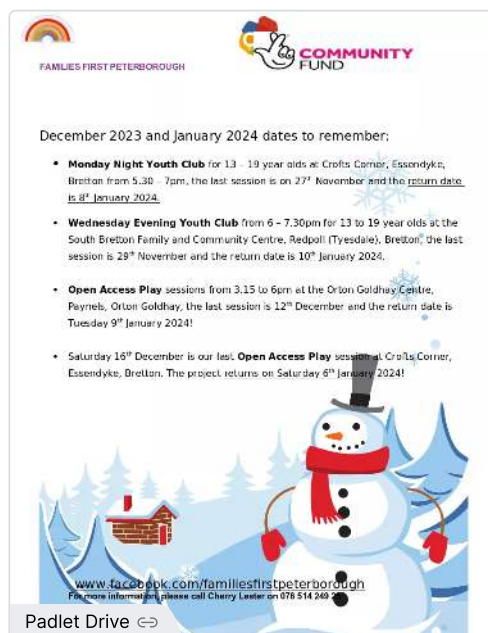 FAMILIES FIRST PETERBOROUGH
COMMUNITY
FUND
December 2023 and January 2024 dates to remember:
• Monday Night Youth Club for 13 – 19 year olds at Crofts Corner, Essendyke,
Bretton from 5.30 – 7pm, the last session is on 27th November and the return date
is 8th January 2024.
• Wednesday Evening Youth Club from 6 – 7.30pm for 13 to 19 year olds at the
South Bretton Family and Community Centre, Redpoll (Tyesdale), Bretton, the last
session is 29th November and the return date is 10th January 2024.
• Open Access Play sessions from 3.15 to 6pm at the Orton Goldhay Centre,
Paynels, Orton Goldhay, the last session is 12th December and the return date is
Tuesday 9th January 2024!
• Saturday 16th December is our last Open Access Play session at Crofts Corner,
Essendyke, Bretton. The project returns on Saturday 6th January 2024!
www.facebook.com/familiesfirstpeterborough
For more information, please call Cherry Lester on 078 514 249
Padlet Drive